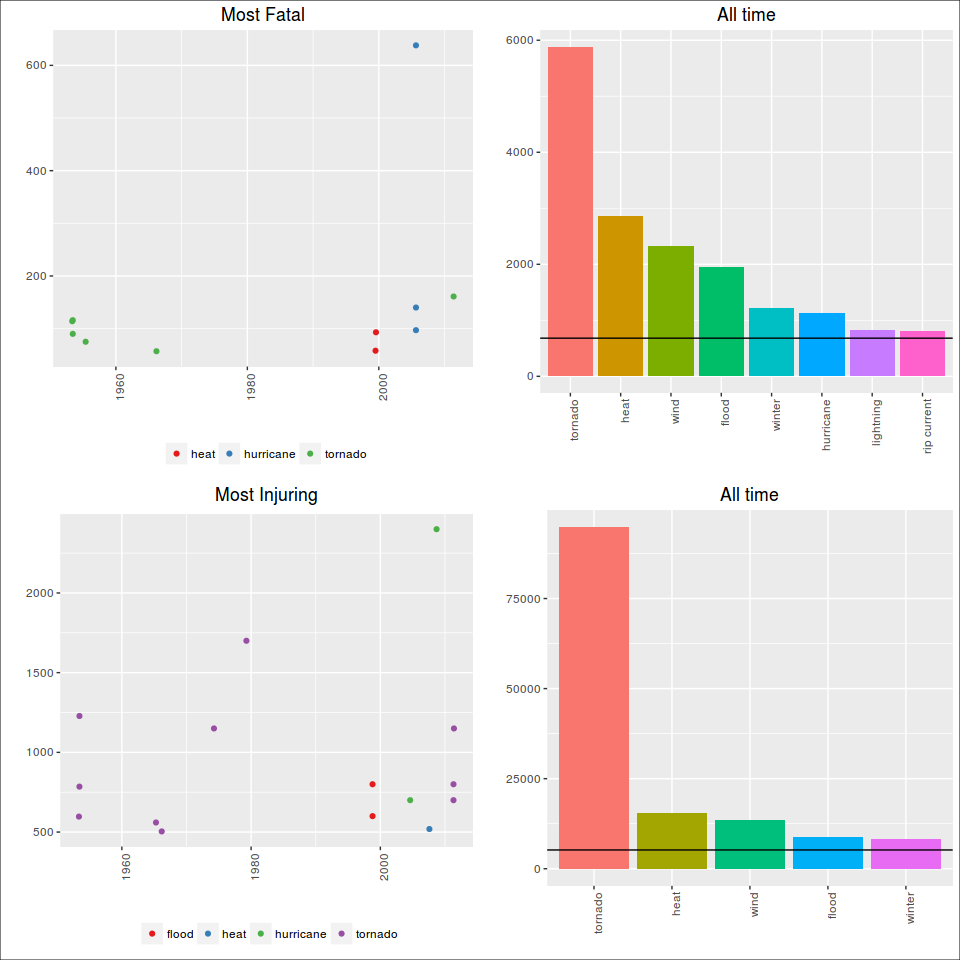 Most Fatal
600
400
200
1960
1980
2000
heat hurricane tornado
All time
6000
4000
2000
0
tornado
heat
wind
flood
winter
hurricane
lightning
rip current
Most Injuring
2000
1500
1000
500
1960
1980
2000
flood heat hurricane tornado
All time
75000
50000
25000
0
tornado
heat
wind
flood
winter